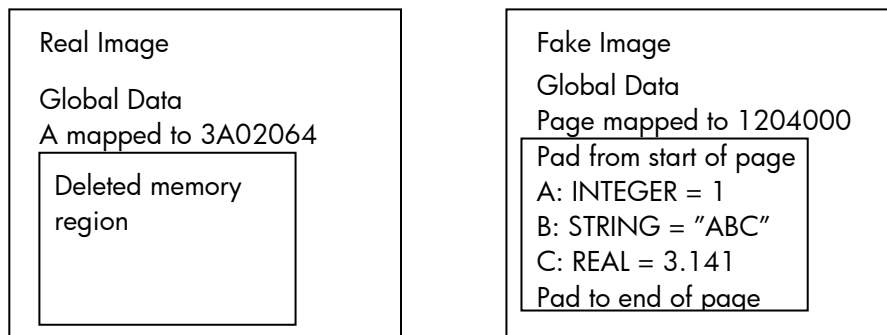 Real Image
Global Data
A mapped to 3A02064
Deleted memory
region
Fake Image
Global Data
Page mapped to 1204000
Pad from start of page
A: INTEGER = 1
B: STRING = ”ABC”
C: REAL = 3.141
Pad to end of page